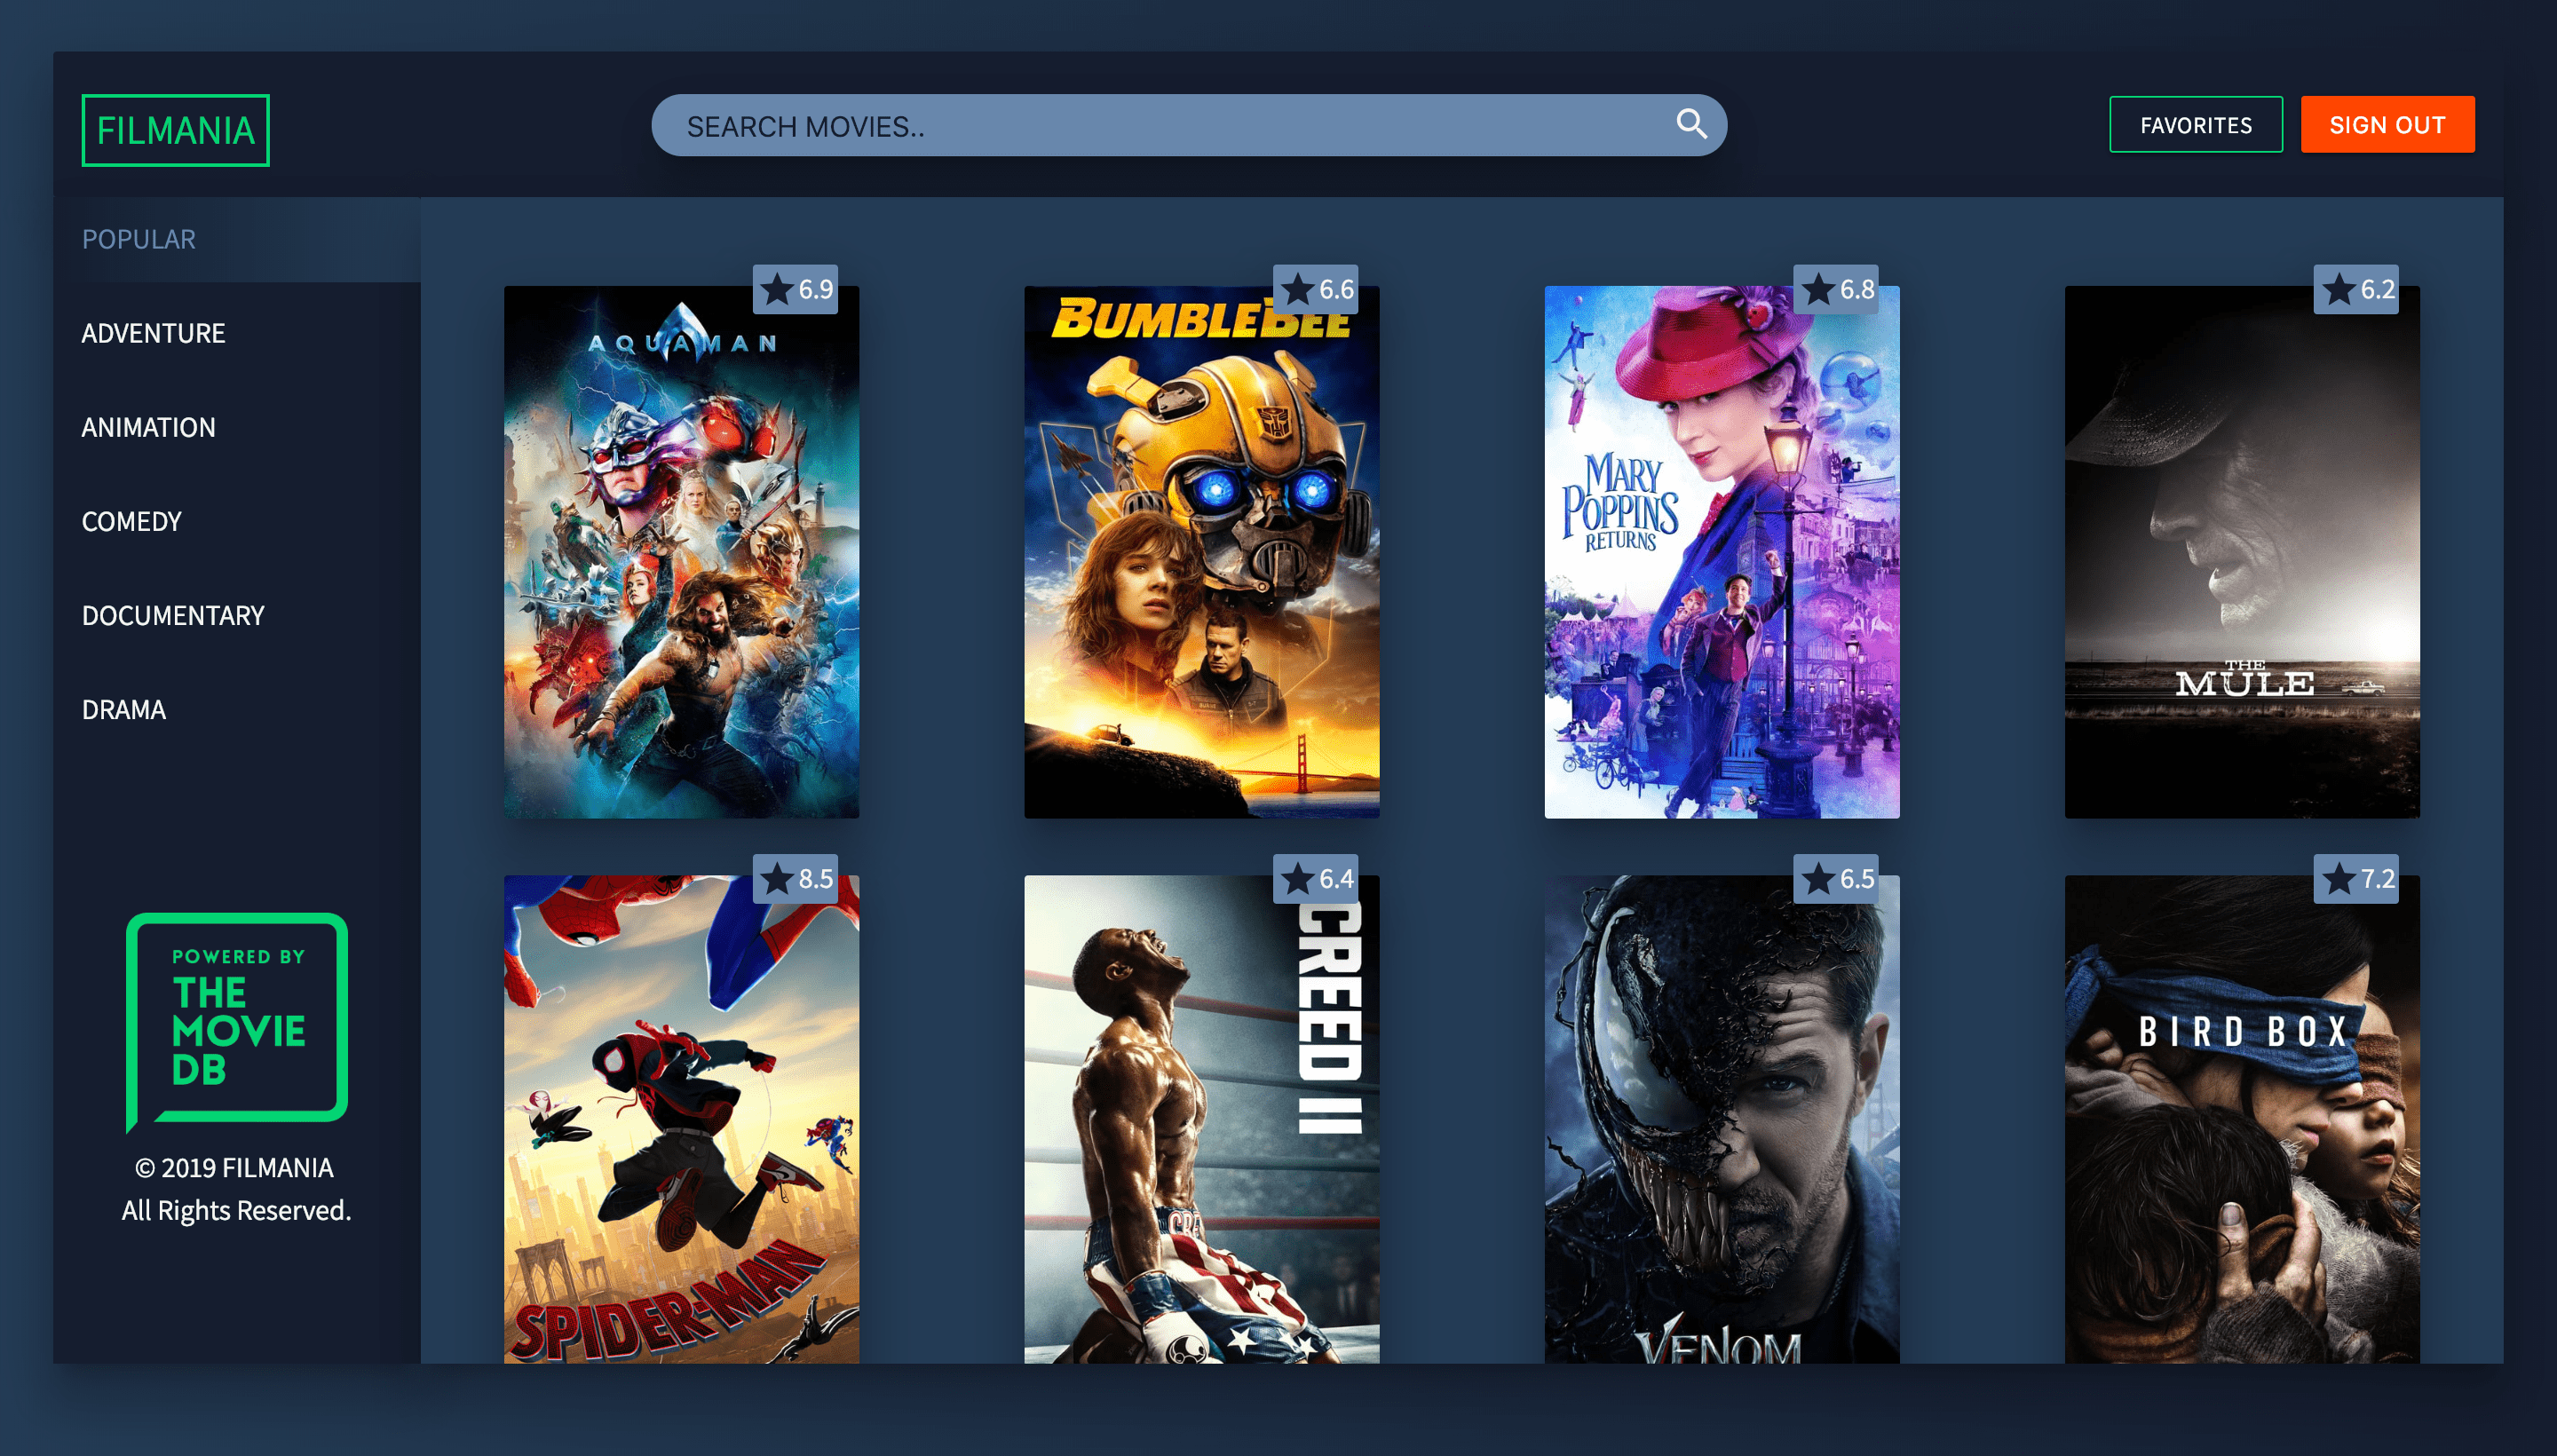 FILMANIA
SEARCH MOVIES..
FAVORITES
SIGN OUT
POPULAR
ADVENTURE
ANIMATION
COMEDY
DOCUMENTARY
DRAMA
POWERED BY
THE
MOVIE
DB
© 2019 FILMANIA
All Rights Reserved.
6.9
AQUAMAN
6.6
BUMBLEBEE
6.8
MARY
POPPINS
RETURNS
6.2
THE
MULE
8.5
SPIDER-MAN
6.4
CREED II
CRE
6.5
VENOM
7.2
BIRD BOX